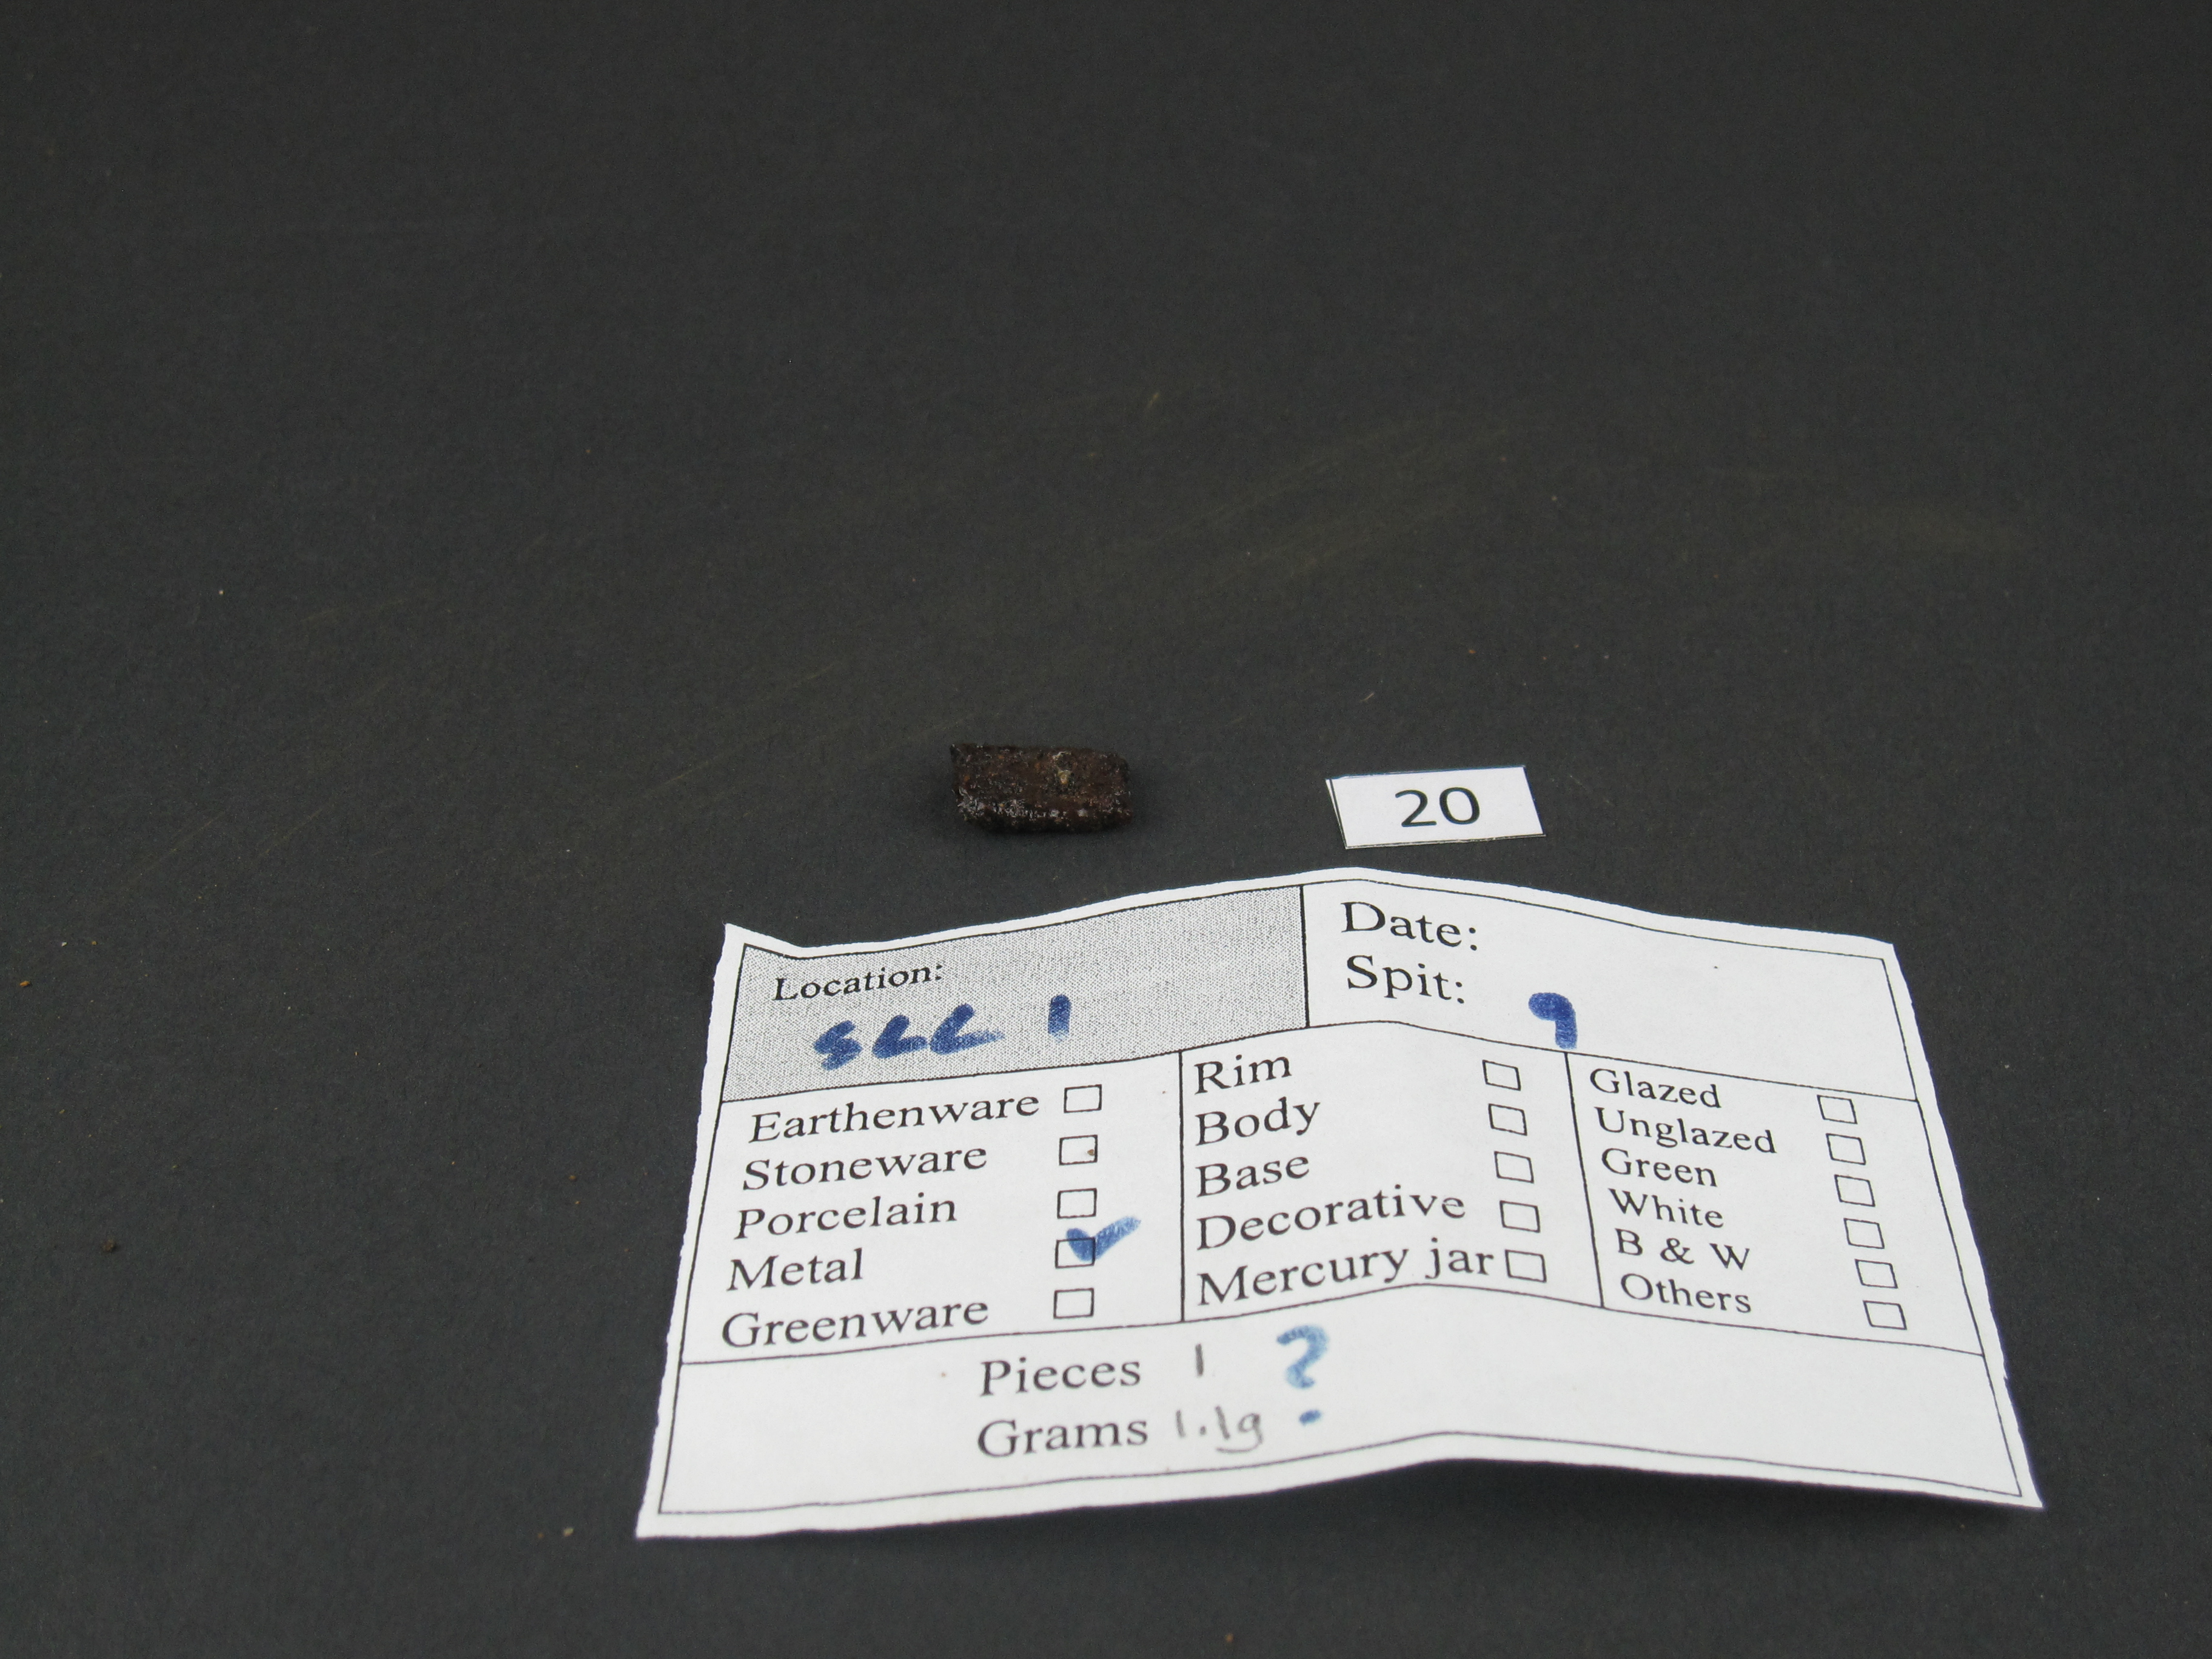 20
Location:
SCC 1
Date:
Spit: 9
Earthenware
Stoneware
Porcelain
Metal ✓
Greenware
Rim
Body
Base
Decorative
Mercury jar
Glazed
Unglazed
Green
White
B & W
Others
Pieces 1 ?
Grams 1.1g